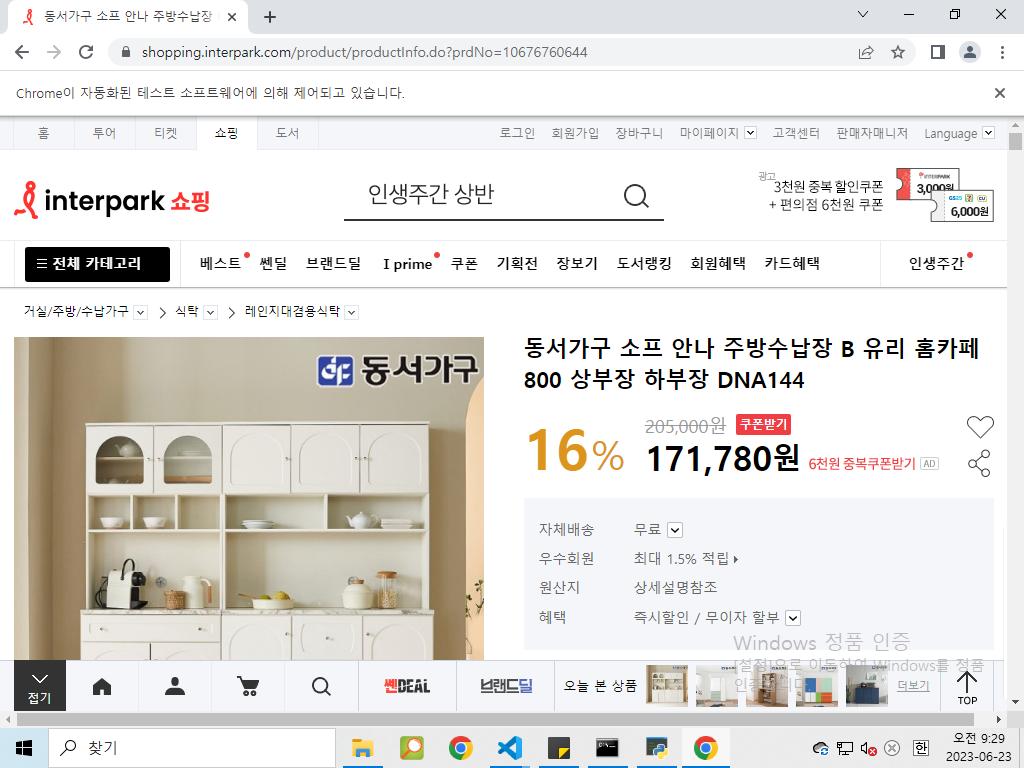 동서가구 소프 안나 주방수납장
shopping.interpark.com/product/productInfo.do?prdNo=10676760644
Chrome이 자동화된 테스트 소프트웨어에 의해 제어되고 있습니다.
홈 투어 티켓 쇼핑 도서 로그인 회원가입 장바구니 마이페이지 고객센터 판매자매니저 Language
interpark 쇼핑
인생주간 상반
광고
3천원 중복 할인쿠폰
+ 편의점 6천원 쿠폰
INTERPARK
3,000원
GS25 CU
6,000원
전체 카테고리 베스트 쎈딜 브랜드딜 I prime 쿠폰 기획전 장보기 도서랭킹 회원혜택 카드혜택 인생주간
거실/주방/수납가구 식탁 레인지대겸용식탁
동서가구
동서가구 소프 안나 주방수납장 B 유리 홈카페
800 상부장 하부장 DNA144
16%
205,000원 쿠폰받기
171,780원 6천원 중복쿠폰받기 AD
자체배송 무료
우수회원 최대 1.5% 적립
원산지 상세설명참조
혜택 즉시할인 / 무이자 할부
Windows 정품 인증
[설정]으로 이동하여 Windows를 정품
인증합니다.
접기
쎈DEAL 브랜드딜 오늘 본 상품 더보기
TOP
찾기
한
오전 9:29
2023-06-23